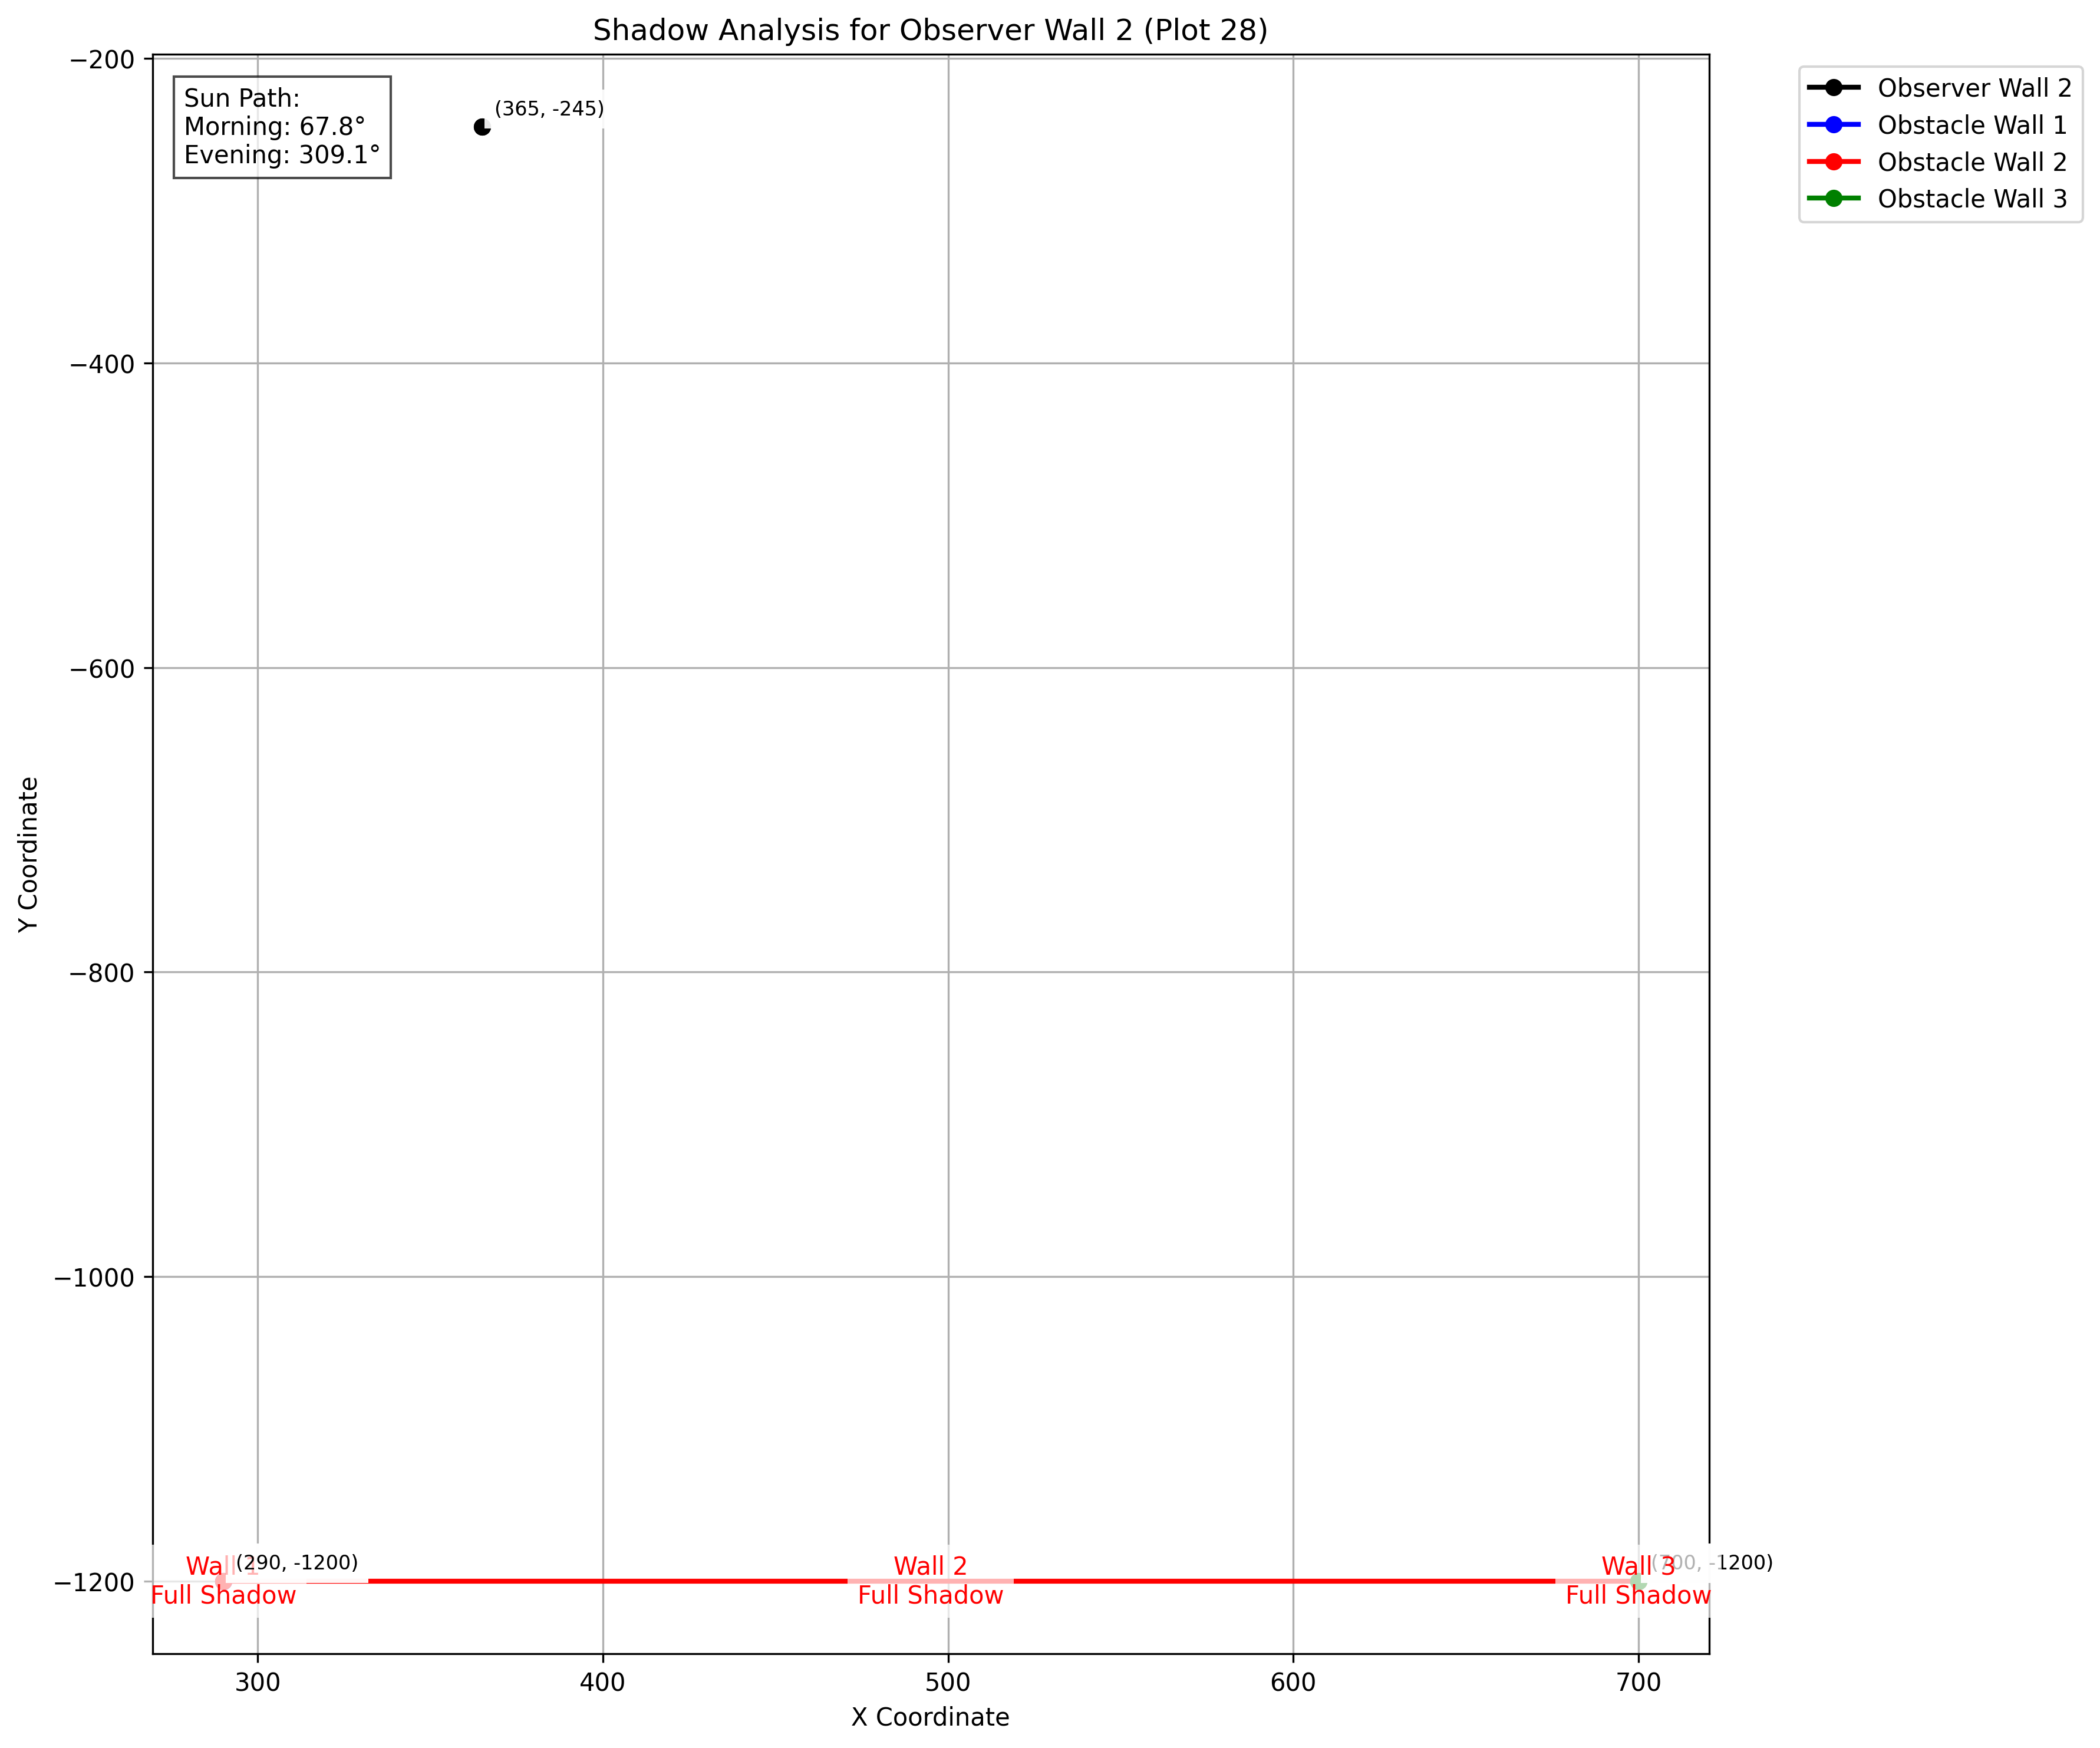 Shadow Analysis for Observer Wall 2 (Plot 28)
Sun Path:
Morning: 67.8°
Evening: 309.1°
(365, -245)
Observer Wall 2
Obstacle Wall 1
Obstacle Wall 2
Obstacle Wall 3
Y Coordinate
−200
−400
−600
−800
−1000
−1200
Wall 1
Full Shadow
(290, -1200)
Wall 2
Full Shadow
Wall 3
Full Shadow
(700, -1200)
300
400
500
600
700
X Coordinate